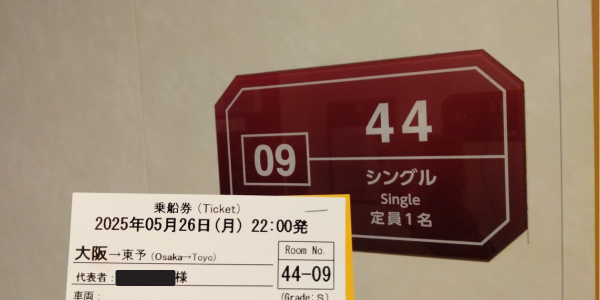 44
09
シングル
Single
定員1名
乗船券 (Ticket)
2025年05月26日(月) 22:00発
大阪→東予 (Osaka→Toyo)
Room No.
代表者: 様
44-09
車両:
(Grade: S)